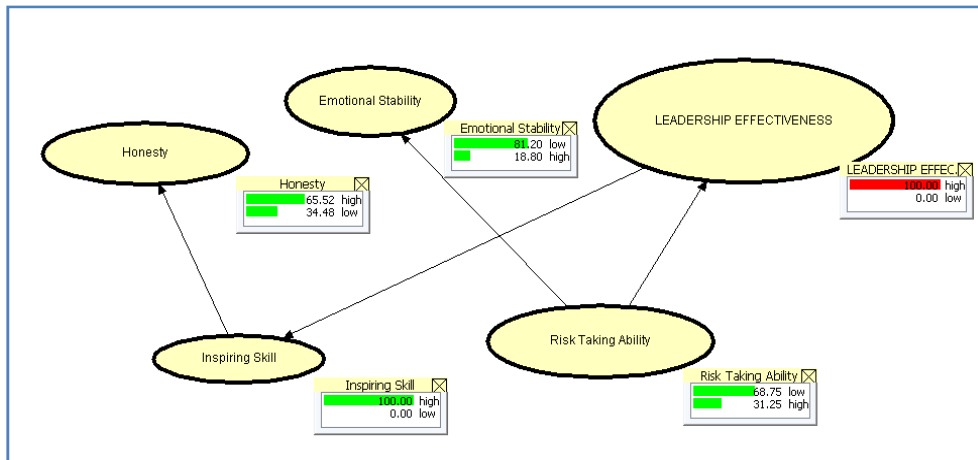 Emotional Stability
LEADERSHIP EFFECTIVENESS
Honesty
Emotional Stability
81.20 low
18.80 high
LEADERSHIP EFFEC.
100.00 high
0.00 low
Honesty
65.52 high
34.48 low
Inspiring Skill
Risk Taking Ability
Inspiring Skill
100.00 high
0.00 low
Risk Taking Ability
68.75 low
31.25 high